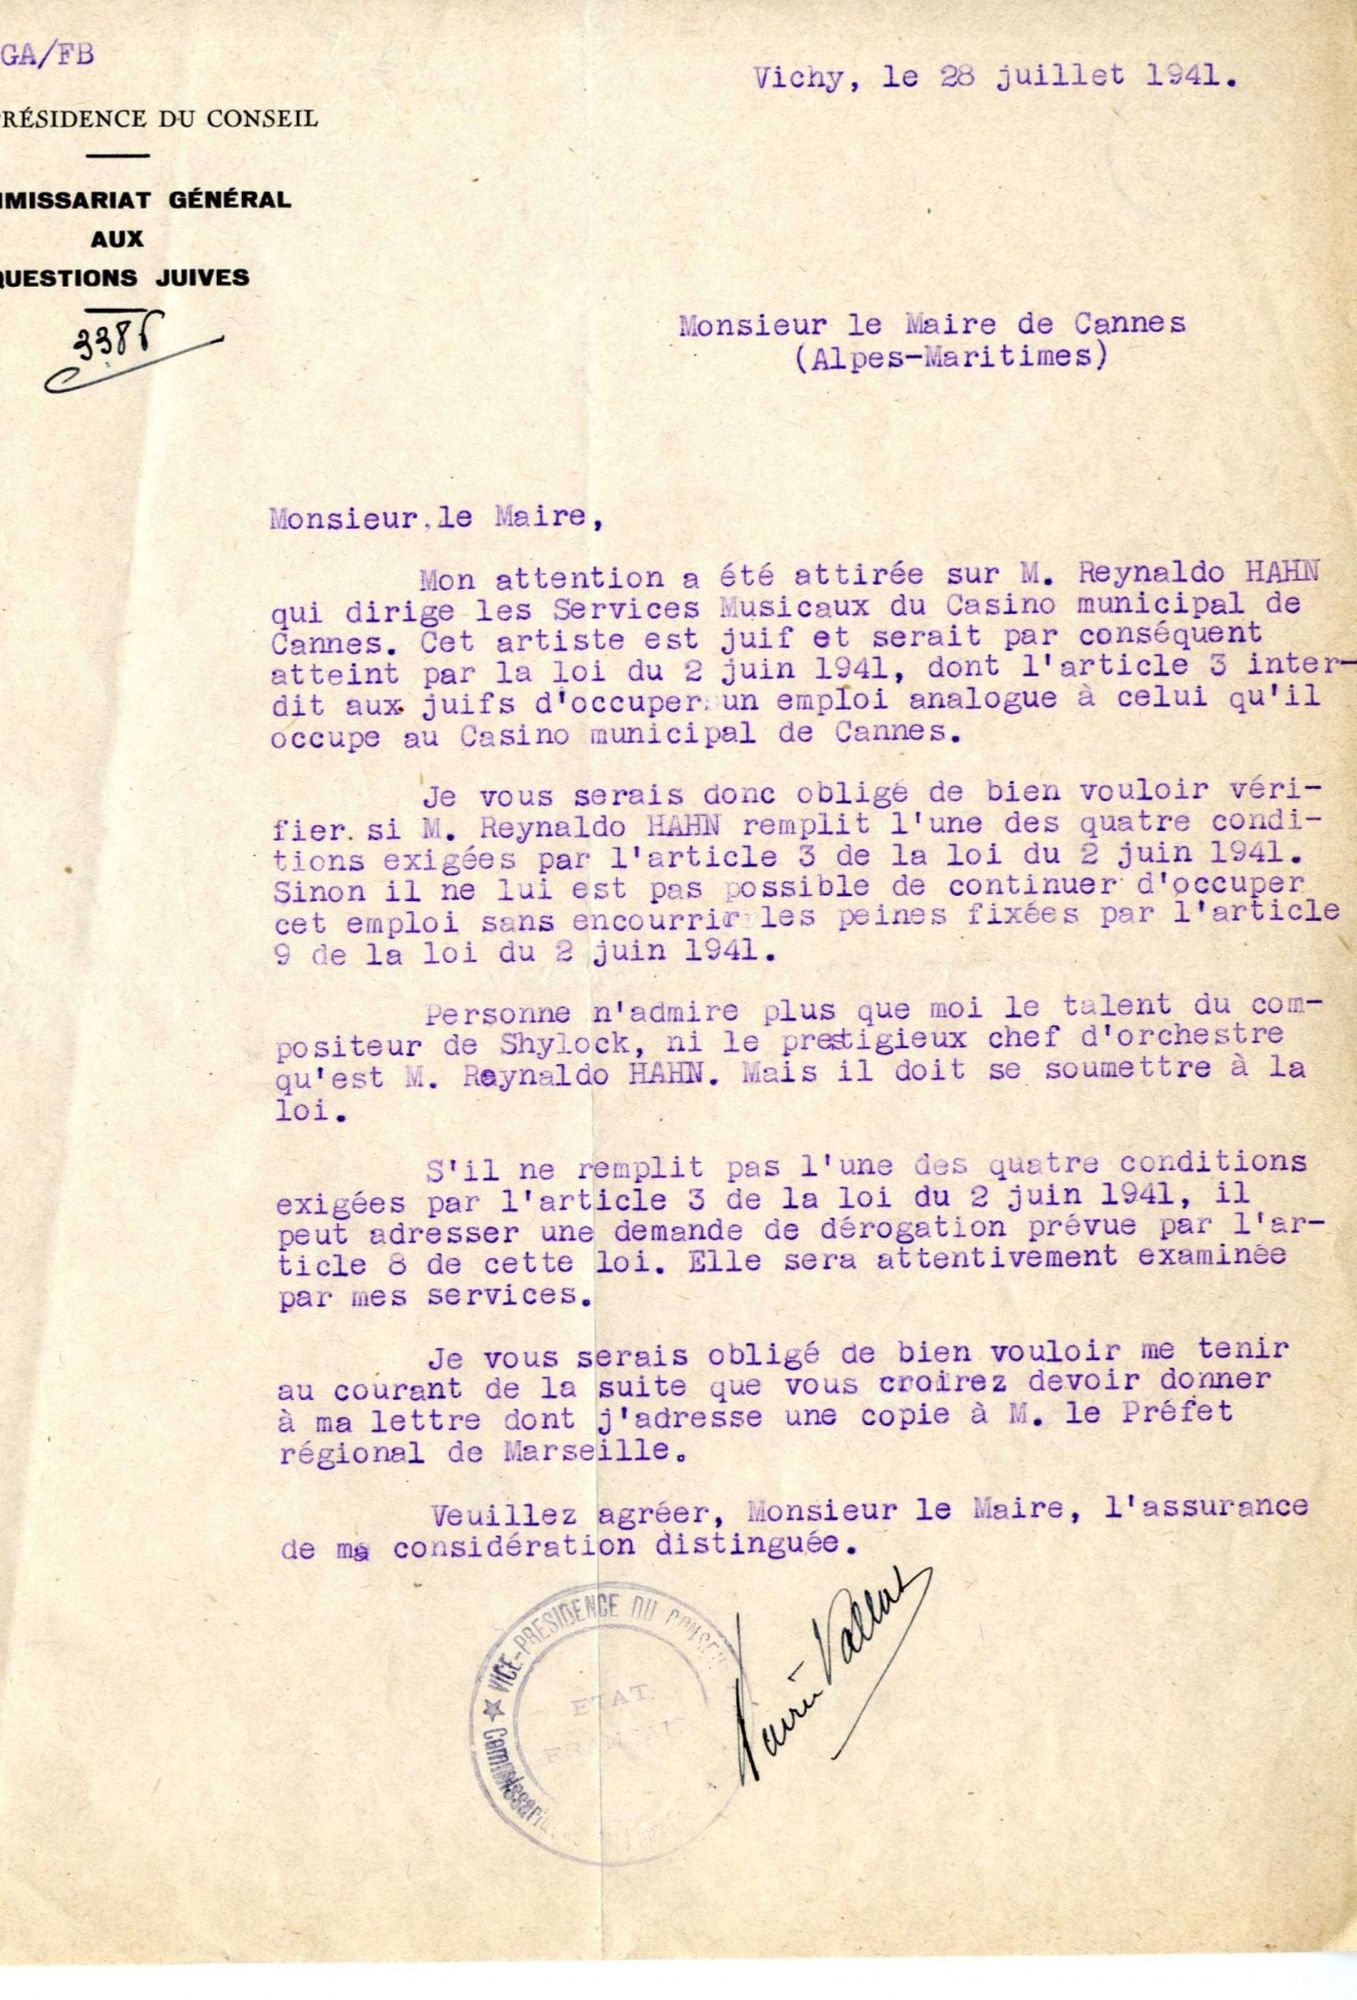 GA/FB
Vichy, le 28 juillet 1941.
RÉSIDENCE DU CONSEIL
MMISSARIAT GÉNÉRAL
AUX
QUESTIONS JUIVES
3386
Monsieur le Maire de Cannes
(Alpes-Maritimes)
Monsieur le Maire,
Mon attention a été attirée sur M. Reynaldo HAHN
qui dirige les Services Musicaux du Casino municipal de
Cannes. Cet artiste est juif et serait par conséquent
atteint par la loi du 2 juin 1941, dont l'article 3 inter-
dit aux juifs d'occuper un emploi analogue à celui qu'il
occupe au Casino municipal de Cannes.
Je vous serais donc obligé de bien vouloir véri-
fier si M. Reynaldo HAHN remplit l'une des quatre condi-
tions exigées par l'article 3 de la loi du 2 juin 1941.
Sinon il ne lui est pas possible de continuer d'occuper
cet emploi sans encourrir les peines fixées par l'article
9 de la loi du 2 juin 1941.
Personne n'admire plus que moi le talent du com-
positeur de Shylock, ni le prestigieux chef d'orchestre
qu'est M. Reynaldo HAHN. Mais il doit se soumettre à la
loi.
S'il ne remplit pas l'une des quatre conditions
exigées par l'article 3 de la loi du 2 juin 1941, il
peut adresser une demande de dérogation prévue par l'ar-
ticle 8 de cette loi. Elle sera attentivement examinée
par mes services.
Je vous serais obligé de bien vouloir me tenir
au courant de la suite que vous croirez devoir donner
à ma lettre dont j'adresse une copie à M. le Préfet
régional de Marseille.
Veuillez agréer, Monsieur le Maire, l'assurance
de ma considération distinguée.
VICE-PRÉSIDENCE DU CONSEIL
ETAT
FRANÇAIS
Xavier Vallat